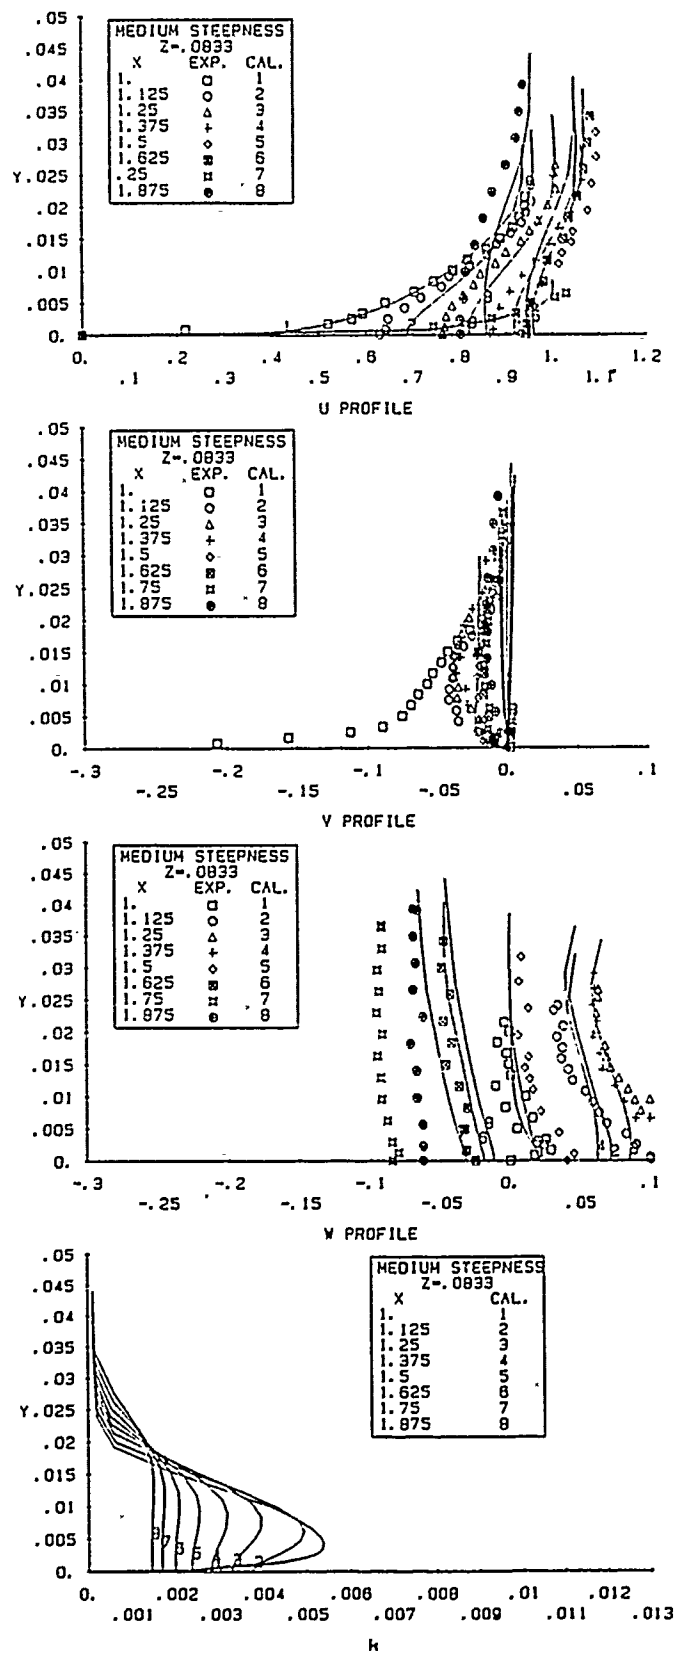 .05
.045
.04
.035
.03
Y.025
.02
.015
.01
.005
0.
MEDIUM STEEPNESS
Z=.0833
X EXP. CAL.
1. 1
1.125 2
1.25 3
1.375 4
1.5 5
1.625 6
.25 7
1.875 8
0. .2 .4 .6 .8 1. 1.2
.1 .3 .5 .7 .9 1.1
U PROFILE
.05
.045
.04
.035
.03
Y.025
.02
.015
.01
.005
0.
MEDIUM STEEPNESS
Z=.0833
X EXP. CAL.
1. 1
1.125 2
1.25 3
1.375 4
1.5 5
1.625 6
1.75 7
1.875 8
-.3 -.2 -.1 0. .1
-.25 -.15 -.05 .05
V PROFILE
.05
.045
.04
.035
.03
Y.025
.02
.015
.01
.005
0.
MEDIUM STEEPNESS
Z=.0833
X EXP. CAL.
1. 1
1.125 2
1.25 3
1.375 4
1.5 5
1.625 6
1.75 7
1.875 8
-.3 -.2 -.1 0. .1
-.25 -.15 -.05 .05
W PROFILE
.05
.045
.04
.035
.03
Y.025
.02
.015
.01
.005
0.
MEDIUM STEEPNESS
Z=.0833
X CAL.
1. 1
1.125 2
1.25 3
1.375 4
1.5 5
1.625 6
1.75 7
1.875 8
0. .002 .004 .006 .008 .01 .012
.001 .003 .005 .007 .009 .011 .013
k